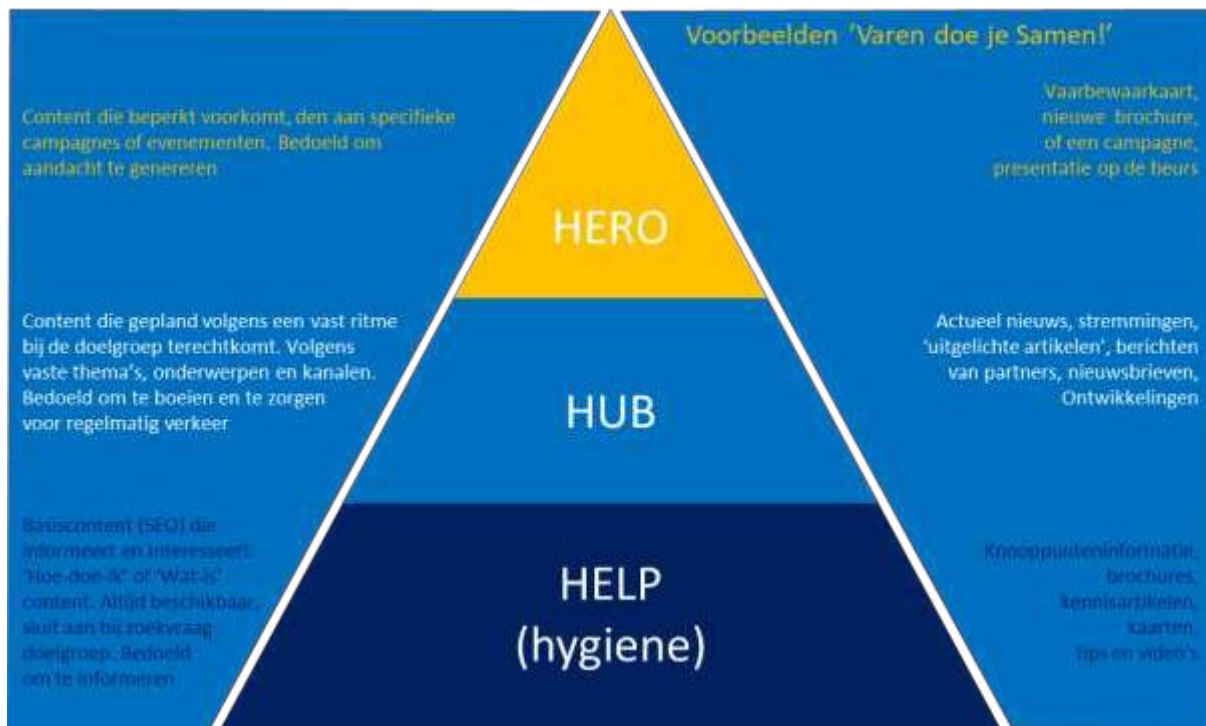 Voorbeelden 'Varen doe je Samen!'
Content die beperkt voorkomt, den aan specifieke
campagnes of evenementen. Bedoeld om
aandacht te genereren
Vaarbewaarkaart,
nieuwe brochure,
of een campagne,
presentatie op de beurs
HERO
Content die gepland volgens een vast ritme
bij de doelgroep terechtkomt. Volgens
vaste thema's, onderwerpen en kanalen.
Bedoeld om te boeien en te zorgen
voor regelmatig verkeer
Actueel nieuws, stremmingen,
'uitgelichte artikelen', berichten
van partners, nieuwsbrieven,
Ontwikkelingen
HUB
Basiscontent (SEO) die
informeert en interesseert.
'Hoe-doe-ik' of 'Wat-is'
content. Altijd beschikbaar,
sluit aan bij zoekvraag
doelgroep. Bedoeld
om te informeren
HELP
(hygiene)
Knooppunteninformatie,
brochures,
kennisartikelen,
kaarten,
tips en video's